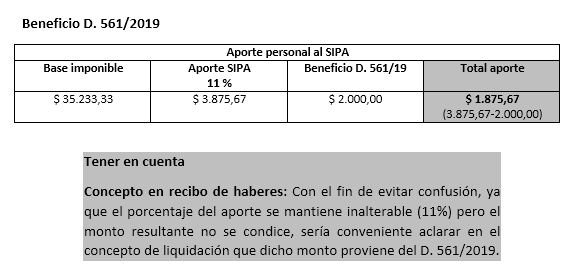 Beneficio D. 561/2019
Aporte personal al SIPA
Base imponible Aporte SIPA Beneficio D. 561/19 Total aporte
11 %
$ 35.233,33 $ 3.875,67 $ 2.000,00 $ 1.875,67
(3.875,67-2.000,00)
Tener en cuenta
Concepto en recibo de haberes: Con el fin de evitar confusión, ya
que el porcentaje del aporte se mantiene inalterable (11%) pero el
monto resultante no se condice, sería conveniente aclarar en el
concepto de liquidación que dicho monto proviene del D. 561/2019.